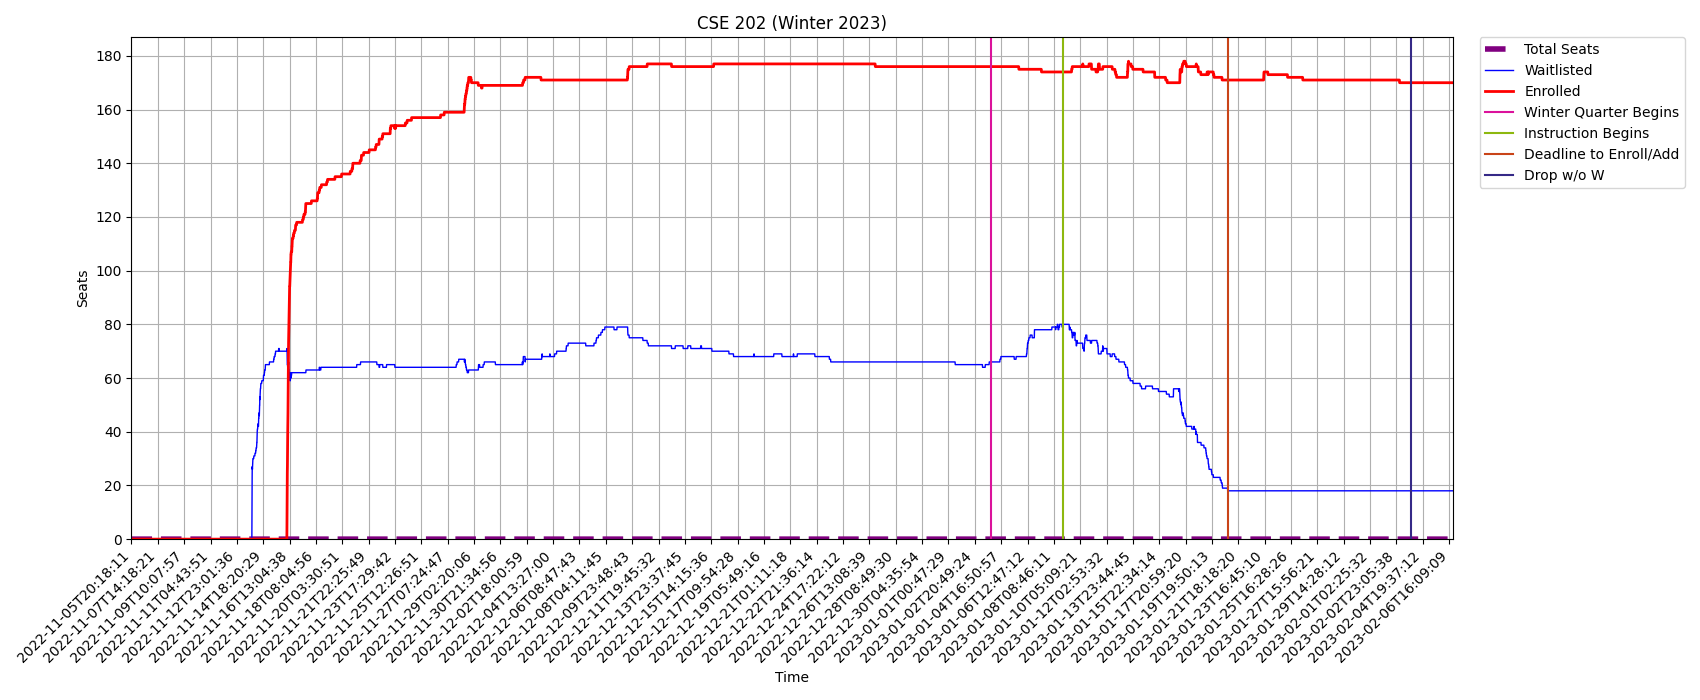 CSE 202 (Winter 2023)
Total Seats
Waitlisted
Enrolled
Winter Quarter Begins
Instruction Begins
Deadline to Enroll/Add
Drop w/o W
Seats
180
160
140
120
100
80
60
40
20
0
2022-11-05T20:18:11
2022-11-07T14:18:21
2022-11-09T10:07:57
2022-11-11T04:43:51
2022-11-12T23:01:36
2022-11-14T18:20:29
2022-11-16T13:04:38
2022-11-18T08:04:56
2022-11-20T03:30:51
2022-11-21T22:25:49
2022-11-23T17:29:42
2022-11-25T12:26:51
2022-11-27T07:24:47
2022-11-29T02:20:06
2022-11-30T21:34:56
2022-12-02T18:00:59
2022-12-04T13:27:00
2022-12-06T08:47:43
2022-12-08T04:11:45
2022-12-09T23:48:43
2022-12-11T19:45:32
2022-12-13T23:37:45
2022-12-15T14:15:36
2022-12-17T09:54:28
2022-12-19T05:49:16
2022-12-21T01:11:18
2022-12-22T21:36:14
2022-12-24T17:22:12
2022-12-26T13:08:39
2022-12-28T08:49:30
2022-12-30T04:35:54
2023-01-01T00:47:29
2023-01-02T20:49:24
2023-01-04T16:50:57
2023-01-06T12:47:12
2023-01-08T08:46:11
2023-01-10T05:09:21
2023-01-12T02:53:32
2023-01-13T23:44:45
2023-01-15T22:34:14
2023-01-17T20:59:20
2023-01-19T19:50:13
2023-01-21T18:18:20
2023-01-23T16:45:10
2023-01-25T16:28:26
2023-01-27T15:56:21
2023-01-29T14:28:12
2023-02-01T02:25:32
2023-02-02T23:05:38
2023-02-04T19:37:12
2023-02-06T16:09:09
Time